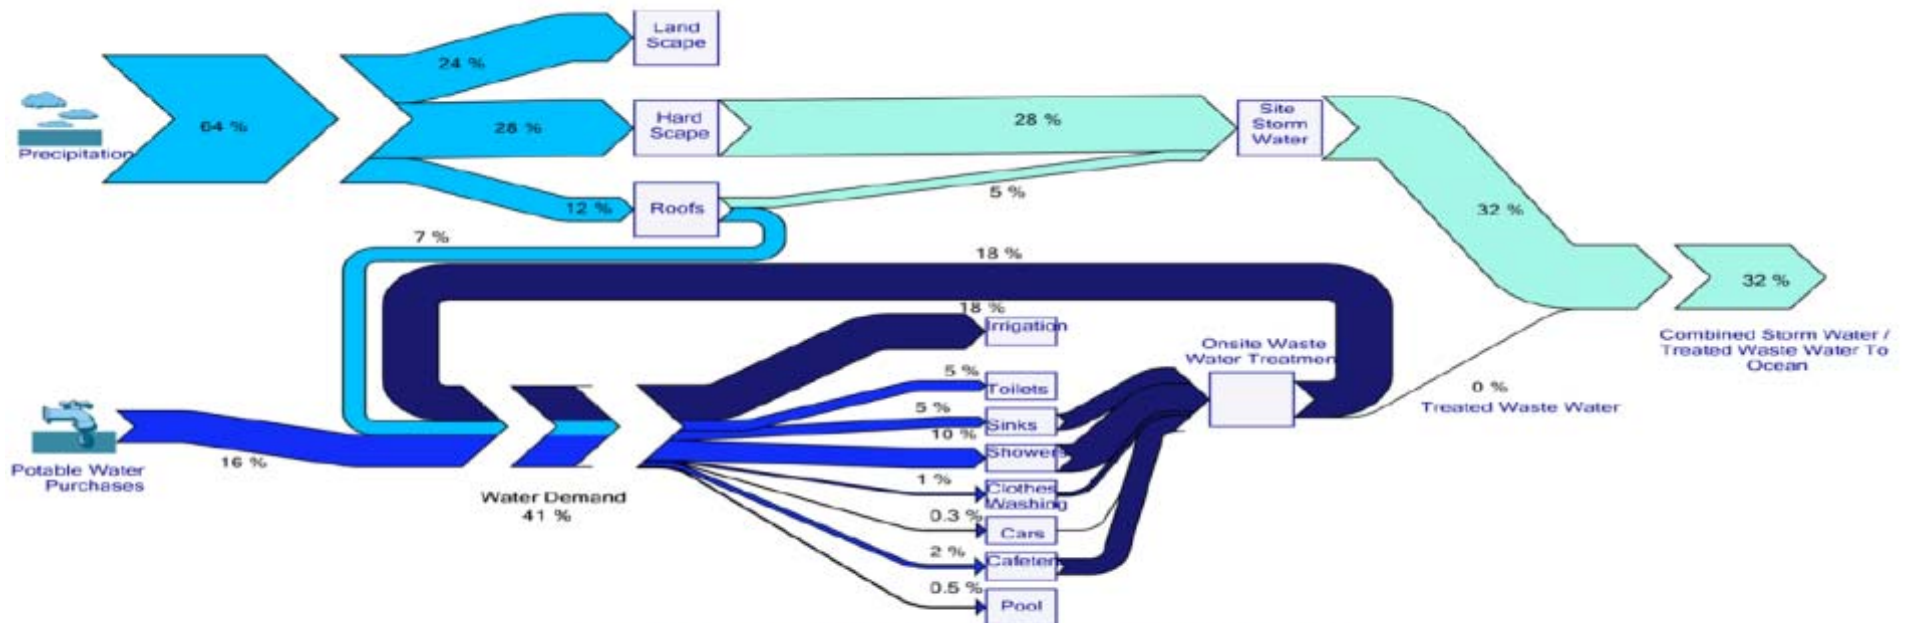 Land
Scape
24 %
64 %
Precipitation
28 %
Hard
Scape
28 %
Site
Storm
Water
12 %
Roofs
5 %
32 %
7 %
18 %
32 %
Combined Storm Water /
Treated Waste Water To
Ocean
18 %
Irrigation
Onsite Waste
Water Treatmen
5 %
Toilets
0 %
Treated Waste Water
5 %
Sinks
10 %
Showers
Potable Water
Purchases
16 %
Water Demand
41 %
1 %
Clothes
Washing
0.3 %
Cars
2 %
Cafeteri
0.5 %
Pool